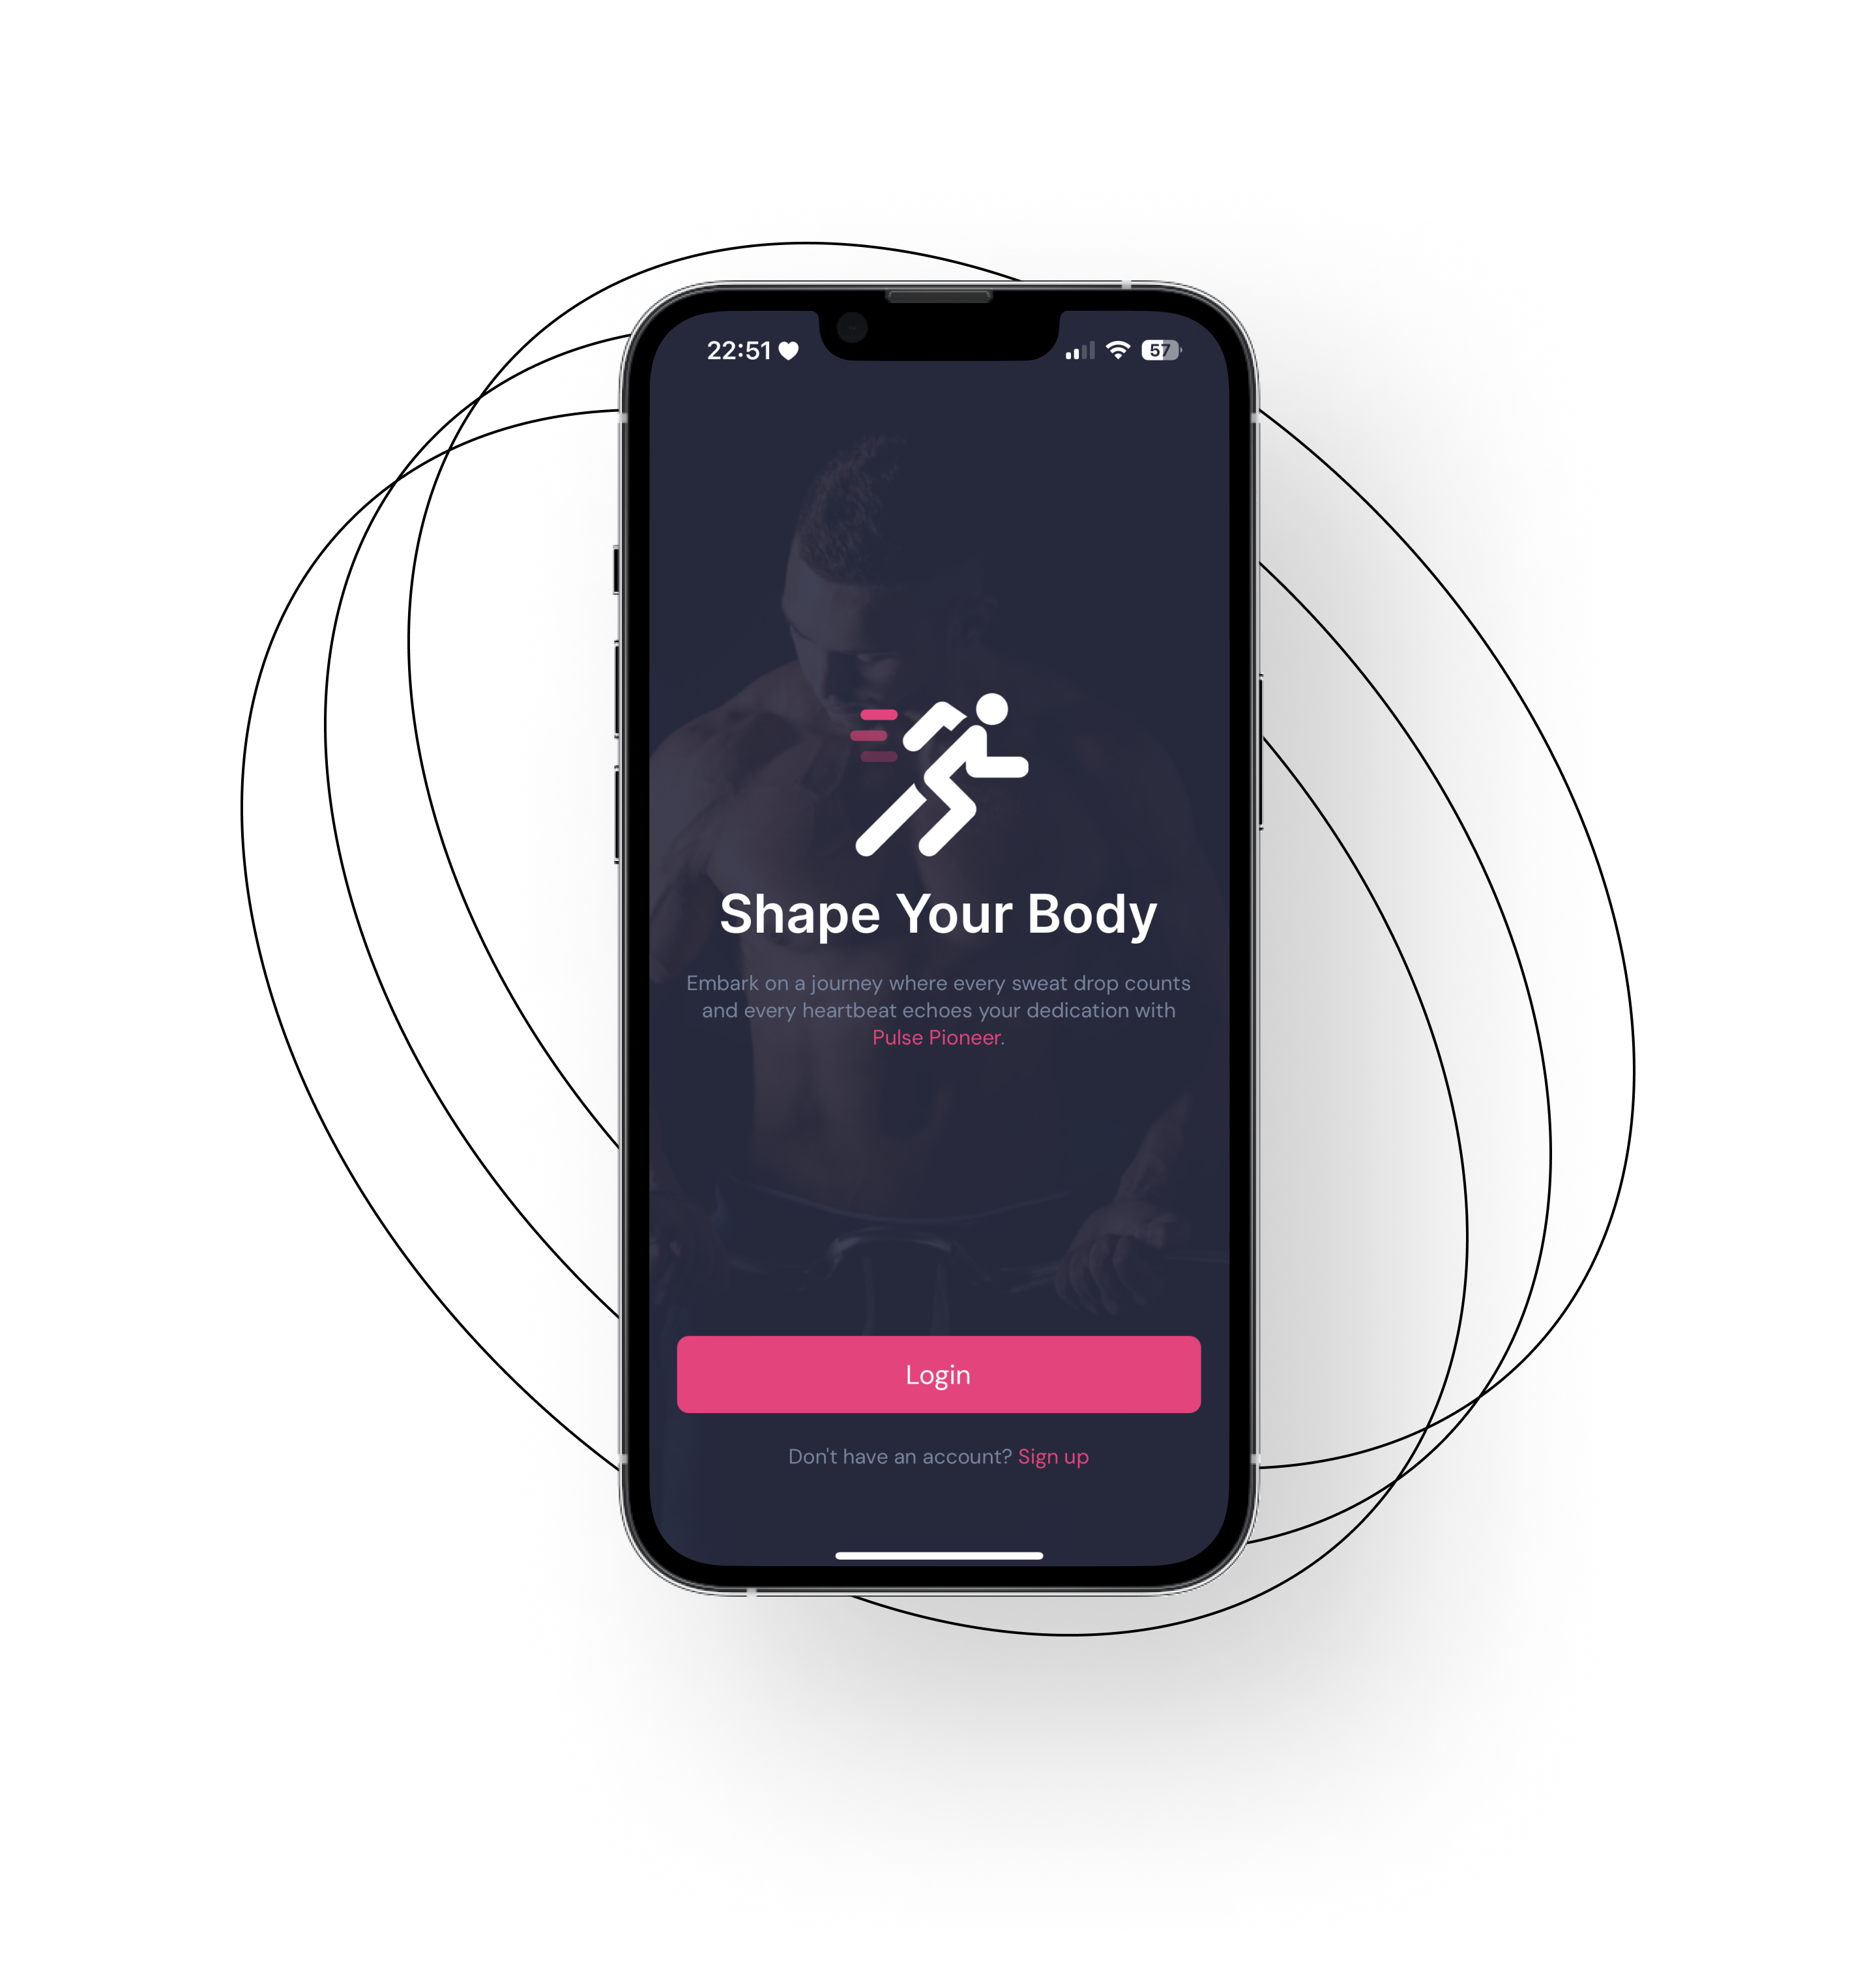 22:51
57
Shape Your Body
Embark on a journey where every sweat drop counts
and every heartbeat echoes your dedication with
Pulse Pioneer.
Login
Don't have an account? Sign up